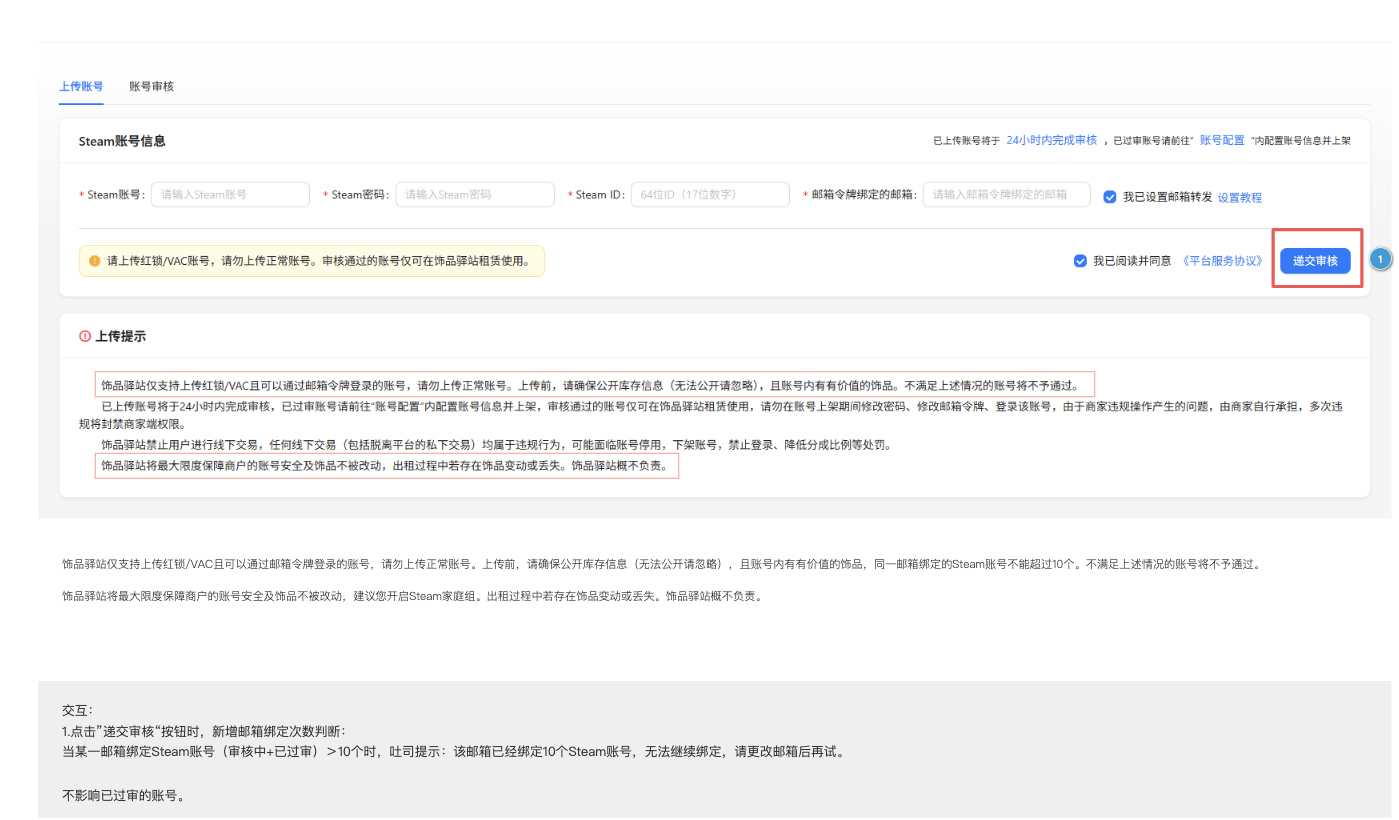 上传账号 账号审核
Steam账号信息 已上传账号将于 24小时内完成审核 ，已过审账号请前往“ 账号配置 ”内配置账号信息并上架
* Steam账号： 请输入Steam账号 * Steam密码： 请输入Steam密码 * Steam ID： 64位ID（17位数字） * 邮箱令牌绑定的邮箱： 请输入邮箱令牌绑定的邮箱 我已设置邮箱转发 设置教程
请上传红锁/VAC账号，请勿上传正常账号。审核通过的账号仅可在饰品驿站租赁使用。 我已阅读并同意 《平台服务协议》 递交审核 1
上传提示
饰品驿站仅支持上传红锁/VAC且可以通过邮箱令牌登录的账号，请勿上传正常账号。上传前，请确保公开库存信息（无法公开请忽略），且账号内有有价值的饰品。不满足上述情况的账号将不予通过。
已上传账号将于24小时内完成审核，已过审账号请前往“账号配置”内配置账号信息并上架，审核通过的账号仅可在饰品驿站租赁使用，请勿在账号上架期间修改密码、修改邮箱令牌、登录该账号，由于商家违规操作产生的问题，由商家自行承担，多次违
规将封禁商家端权限。
饰品驿站禁止用户进行线下交易，任何线下交易（包括脱离平台的私下交易）均属于违规行为，可能面临账号停用，下架账号，禁止登录、降低分成比例等处罚。
饰品驿站将最大限度保障商户的账号安全及饰品不被改动，出租过程中若存在饰品变动或丢失。饰品驿站概不负责。
饰品驿站仅支持上传红锁/VAC且可以通过邮箱令牌登录的账号，请勿上传正常账号。上传前，请确保公开库存信息（无法公开请忽略），且账号内有有价值的饰品，同一邮箱绑定的Steam账号不能超过10个。不满足上述情况的账号将不予通过。
饰品驿站将最大限度保障商户的账号安全及饰品不被改动，建议您开启Steam家庭组。出租过程中若存在饰品变动或丢失。饰品驿站概不负责。
交互：
1.点击”递交审核“按钮时，新增邮箱绑定次数判断：
当某一邮箱绑定Steam账号（审核中+已过审）＞10个时，吐司提示：该邮箱已经绑定10个Steam账号，无法继续绑定，请更改邮箱后再试。
不影响已过审的账号。